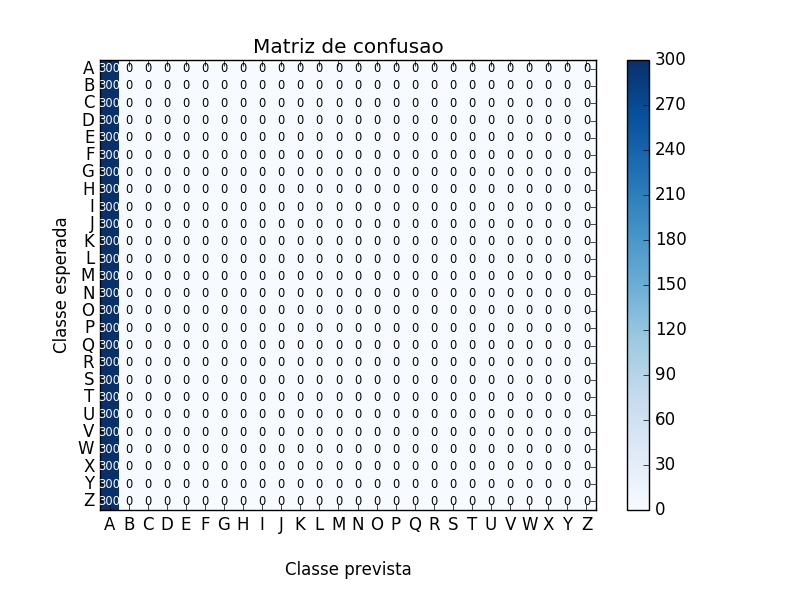 Matriz de confusao
Classe esperada
A 300 0 0 0 0 0 0 0 0 0 0 0 0 0 0 0 0 0 0 0 0 0 0 0 0 0
B 300 0 0 0 0 0 0 0 0 0 0 0 0 0 0 0 0 0 0 0 0 0 0 0 0 0
C 300 0 0 0 0 0 0 0 0 0 0 0 0 0 0 0 0 0 0 0 0 0 0 0 0 0
D 300 0 0 0 0 0 0 0 0 0 0 0 0 0 0 0 0 0 0 0 0 0 0 0 0 0
E 300 0 0 0 0 0 0 0 0 0 0 0 0 0 0 0 0 0 0 0 0 0 0 0 0 0
F 300 0 0 0 0 0 0 0 0 0 0 0 0 0 0 0 0 0 0 0 0 0 0 0 0 0
G 300 0 0 0 0 0 0 0 0 0 0 0 0 0 0 0 0 0 0 0 0 0 0 0 0 0
H 300 0 0 0 0 0 0 0 0 0 0 0 0 0 0 0 0 0 0 0 0 0 0 0 0 0
I 300 0 0 0 0 0 0 0 0 0 0 0 0 0 0 0 0 0 0 0 0 0 0 0 0 0
J 300 0 0 0 0 0 0 0 0 0 0 0 0 0 0 0 0 0 0 0 0 0 0 0 0 0
K 300 0 0 0 0 0 0 0 0 0 0 0 0 0 0 0 0 0 0 0 0 0 0 0 0 0
L 300 0 0 0 0 0 0 0 0 0 0 0 0 0 0 0 0 0 0 0 0 0 0 0 0 0
M 300 0 0 0 0 0 0 0 0 0 0 0 0 0 0 0 0 0 0 0 0 0 0 0 0 0
N 300 0 0 0 0 0 0 0 0 0 0 0 0 0 0 0 0 0 0 0 0 0 0 0 0 0
O 300 0 0 0 0 0 0 0 0 0 0 0 0 0 0 0 0 0 0 0 0 0 0 0 0 0
P 300 0 0 0 0 0 0 0 0 0 0 0 0 0 0 0 0 0 0 0 0 0 0 0 0 0
Q 300 0 0 0 0 0 0 0 0 0 0 0 0 0 0 0 0 0 0 0 0 0 0 0 0 0
R 300 0 0 0 0 0 0 0 0 0 0 0 0 0 0 0 0 0 0 0 0 0 0 0 0 0
S 300 0 0 0 0 0 0 0 0 0 0 0 0 0 0 0 0 0 0 0 0 0 0 0 0 0
T 300 0 0 0 0 0 0 0 0 0 0 0 0 0 0 0 0 0 0 0 0 0 0 0 0 0
U 300 0 0 0 0 0 0 0 0 0 0 0 0 0 0 0 0 0 0 0 0 0 0 0 0 0
V 300 0 0 0 0 0 0 0 0 0 0 0 0 0 0 0 0 0 0 0 0 0 0 0 0 0
W 300 0 0 0 0 0 0 0 0 0 0 0 0 0 0 0 0 0 0 0 0 0 0 0 0 0
X 300 0 0 0 0 0 0 0 0 0 0 0 0 0 0 0 0 0 0 0 0 0 0 0 0 0
Y 300 0 0 0 0 0 0 0 0 0 0 0 0 0 0 0 0 0 0 0 0 0 0 0 0 0
Z 300 0 0 0 0 0 0 0 0 0 0 0 0 0 0 0 0 0 0 0 0 0 0 0 0 0
A B C D E F G H I J K L M N O P Q R S T U V W X Y Z
Classe prevista
300
270
240
210
180
150
120
90
60
30
0